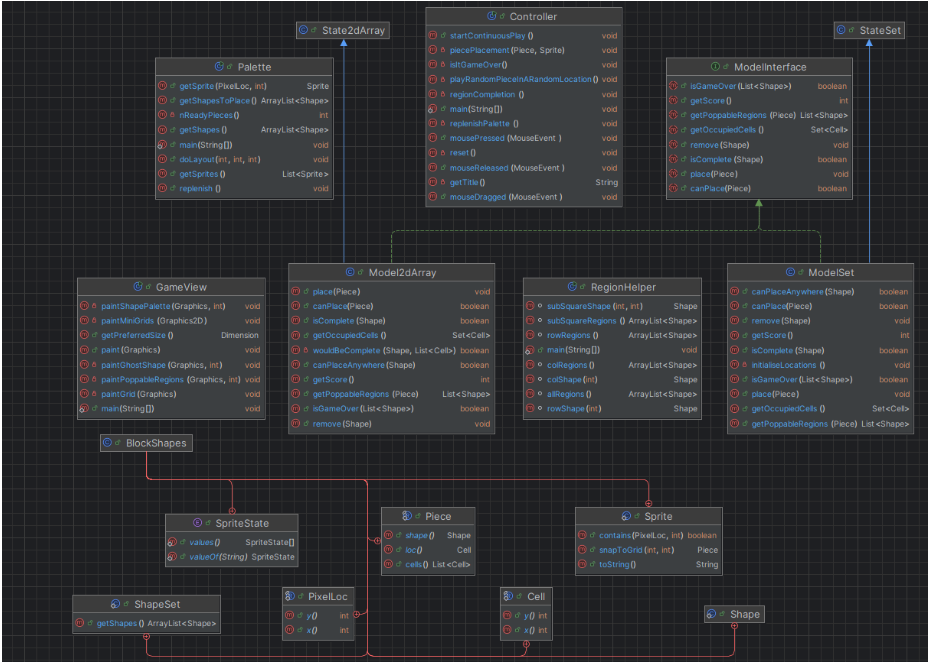 State2dArray
Controller
startContinuousPlay () void
piecePlacement (Piece, Sprite) void
isItGameOver() void
playRandomPieceInARandomLocation() void
regionCompletion () void
main(String[]) void
replenishPalette () void
mousePressed (MouseEvent ) void
reset() void
mouseReleased (MouseEvent ) void
getTitle() String
mouseDragged (MouseEvent ) void
StateSet
Palette
getSprite(PixelLoc, int) Sprite
getShapesToPlace() ArrayList<Shape>
nReadyPieces() int
getShapes() ArrayList<Shape>
main(String[]) void
doLayout(int, int, int) void
getSprites() List<Sprite>
replenish () void
ModelInterface
isGameOver(List<Shape>) boolean
getScore() int
getPoppableRegions (Piece) List<Shape>
getOccupiedCells () Set<Cell>
remove(Shape) void
isComplete (Shape) boolean
place(Piece) void
canPlace(Piece) boolean
GameView
paintShapePalette(Graphics, int) void
paintMiniGrids (Graphics2D ) void
getPreferredSize () Dimension
paint(Graphics) void
paintGhostShape (Graphics, int) void
paintPoppableRegions (Graphics, int) void
paintGrid(Graphics) void
main(String[]) void
Model2dArray
place(Piece) void
canPlace(Piece) boolean
isComplete (Shape) boolean
getOccupiedCells () Set<Cell>
wouldBeComplete (Shape, List<Cell>) boolean
canPlaceAnywhere(Shape) boolean
getScore() int
getPoppableRegions (Piece) List<Shape>
isGameOver(List<Shape>) boolean
remove(Shape) void
RegionHelper
subSquareShape(int, int) Shape
subSquareRegions () ArrayList<Shape>
rowRegions () ArrayList<Shape>
main(String[]) void
colRegions () ArrayList<Shape>
colShape(int) Shape
allRegions() ArrayList<Shape>
rowShape(int) Shape
ModelSet
canPlaceAnywhere(Shape) boolean
canPlace(Piece) boolean
remove(Shape) void
getScore() int
isComplete (Shape) boolean
initialiseLocations () void
isGameOver(List<Shape>) boolean
place(Piece) void
getOccupiedCells () Set<Cell>
getPoppableRegions (Piece) List<Shape>
BlockShapes
SpriteState
values() SpriteState[]
valueOf(String) SpriteState
Piece
shape() Shape
loc() Cell
cells() List<Cell>
Sprite
contains(PixelLoc, int) boolean
snapToGrid (int, int) Piece
toString() String
ShapeSet
getShapes () ArrayList<Shape>
PixelLoc
y() int
x() int
Cell
y() int
x() int
Shape